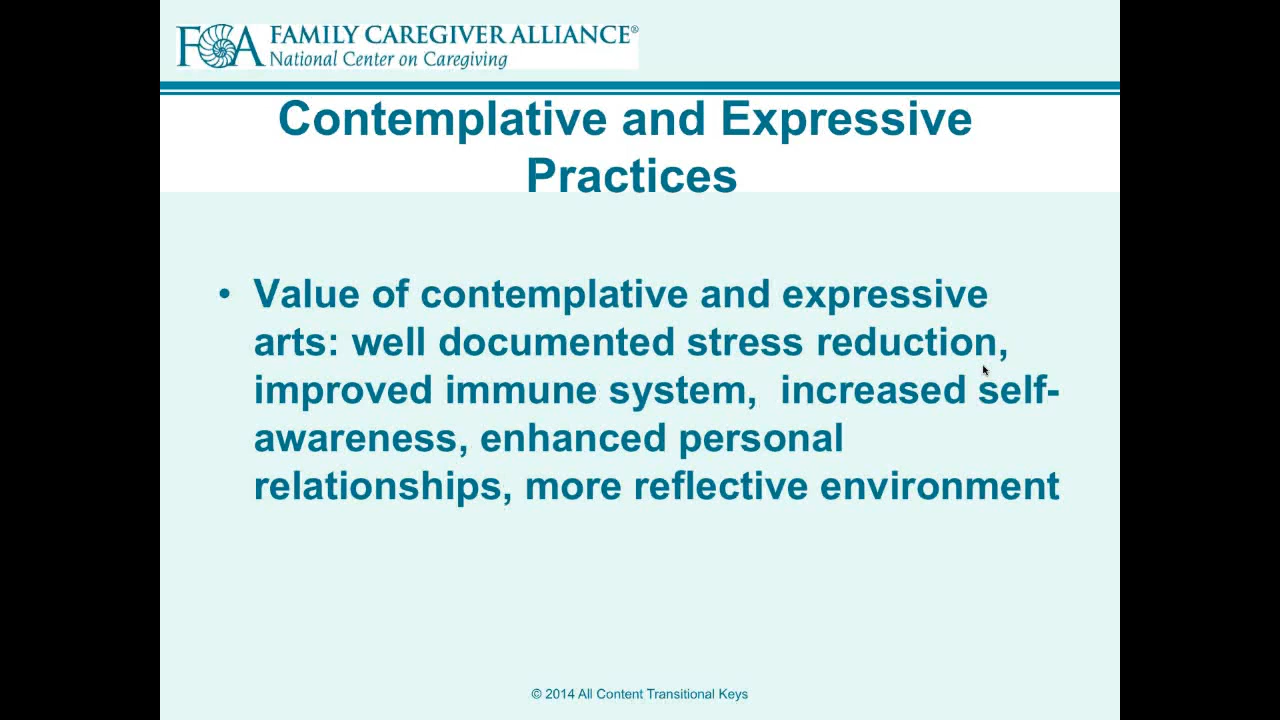 FCA FAMILY CAREGIVER ALLIANCE®
National Center on Caregiving
Contemplative and Expressive
Practices
• Value of contemplative and expressive
arts: well documented stress reduction,
improved immune system,  increased self-
awareness, enhanced personal
relationships, more reflective environment
© 2014 All Content Transitional Keys